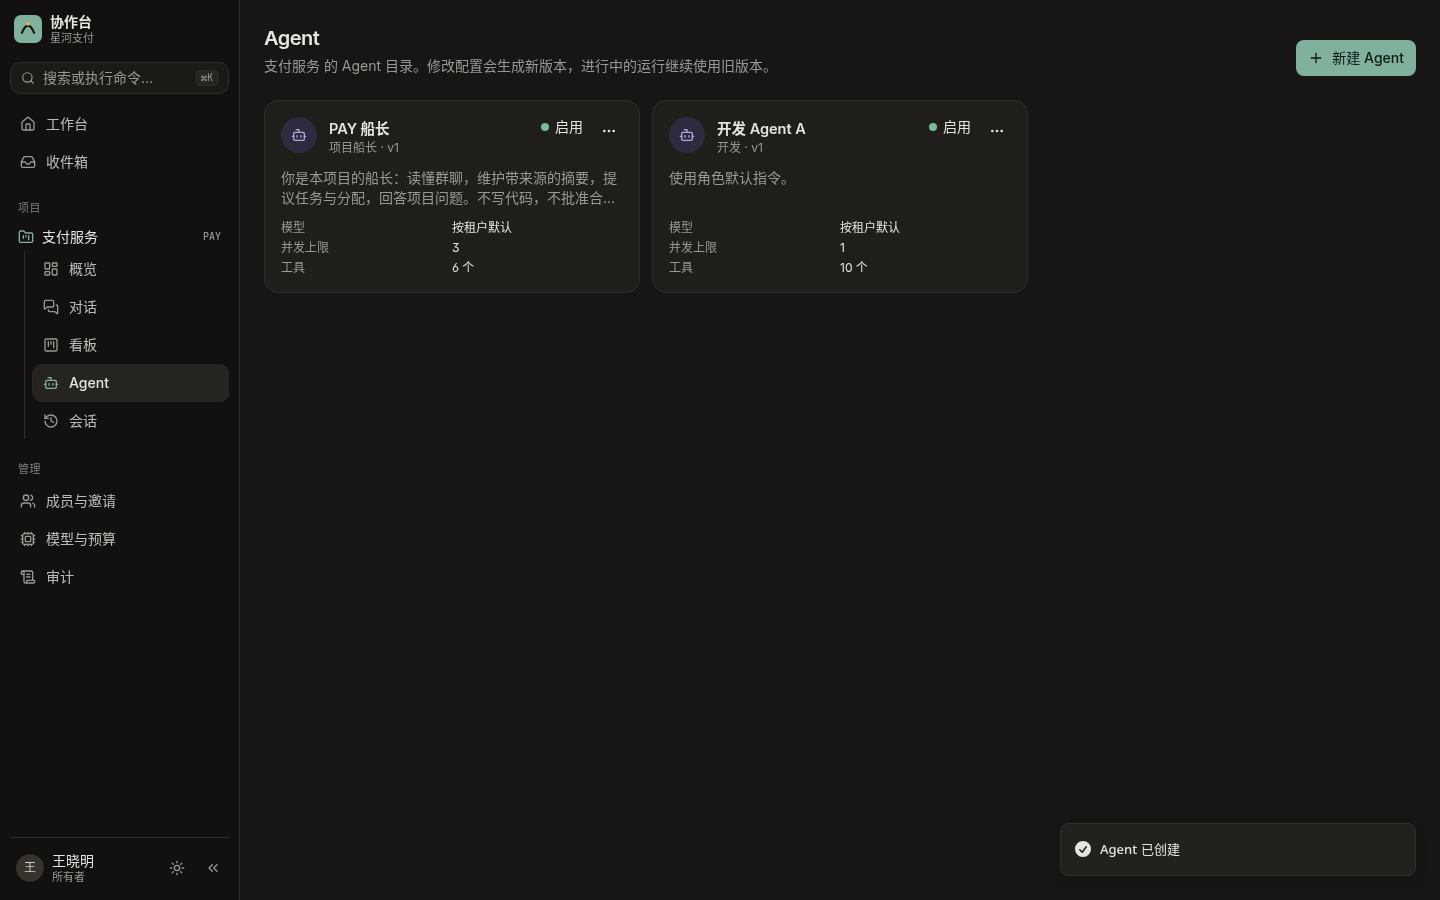 协作台
星河支付
搜索或执行命令... ⌘K
工作台
收件箱
项目
支付服务 PAY
概览
对话
看板
Agent
会话
管理
成员与邀请
模型与预算
审计
王 王晓明
所有者
Agent
支付服务 的 Agent 目录。修改配置会生成新版本，进行中的运行继续使用旧版本。
新建 Agent
PAY 船长 启用
项目船长 · v1
你是本项目的船长：读懂群聊，维护带来源的摘要，提
议任务与分配，回答项目问题。不写代码，不批准合...
模型 按租户默认
并发上限 3
工具 6 个
开发 Agent A 启用
开发 · v1
使用角色默认指令。
模型 按租户默认
并发上限 1
工具 10 个
Agent 已创建